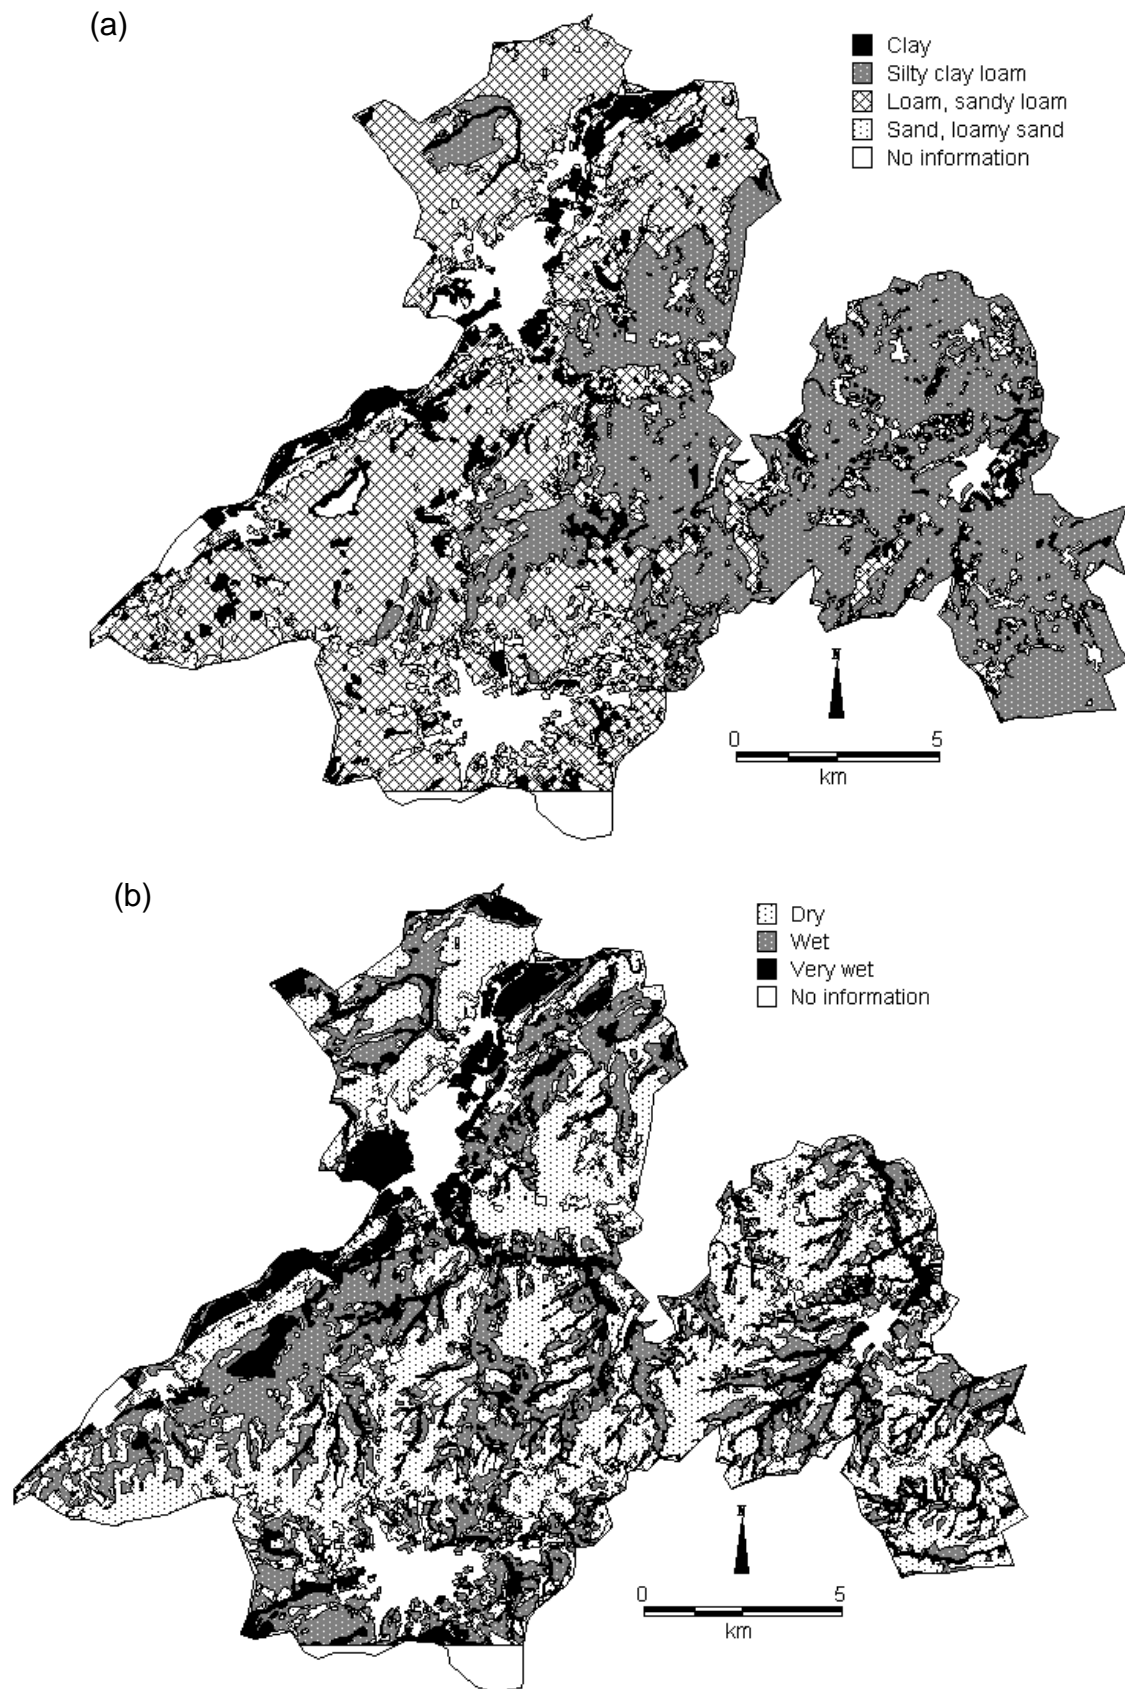 (a)
Clay
Silty clay loam
Loam, sandy loam
Sand, loamy sand
No information
N
0 5
km
(b)
Dry
Wet
Very wet
No information
N
0 5
km